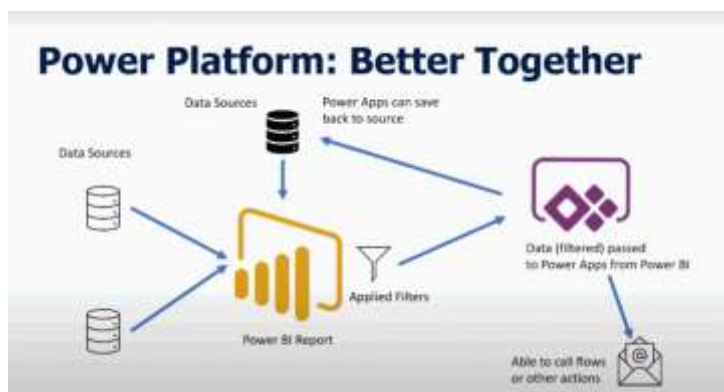 Power Platform: Better Together
Data Sources
Power Apps can save
back to source
Data Sources
Data (filtered) passed
to Power Apps from Power BI
Applied Filters
Power BI Report
Able to call flows
or other actions
@